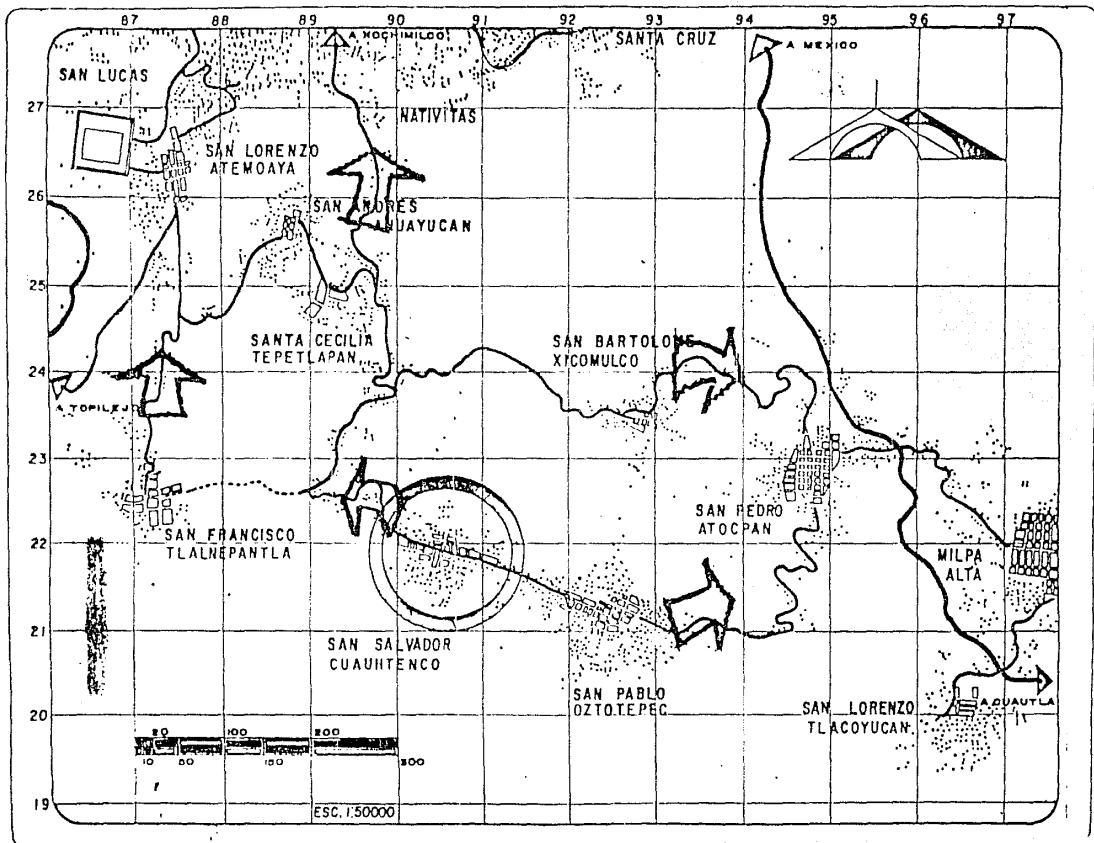 87 88 89 90 91 92 93 94 95 96 97
A XOCHIMILCO
SANTA CRUZ
A MEXICO
SAN LUCAS
27
NATIVITAS
SAN LORENZO
ATEMOAYA
26
SAN ANDRES
AHUAYUCAN
25
SANTA CECILIA
TEPETLAPAN
SAN BARTOLOME
XICOMULCO
24
A TOPILEJO
23
SAN PEDRO
ATOCPAN
SAN FRANCISCO
TLALNEPANTLA
22
MILPA
ALTA
21
SAN SALVADOR
CUAUHTENCO
SAN PABLO
OZTOTEPEC
SAN LORENZO
TLACOYUCAN
A CUAUTLA
20
20 100 200
10 50 150 300
19
ESC. 1:50000